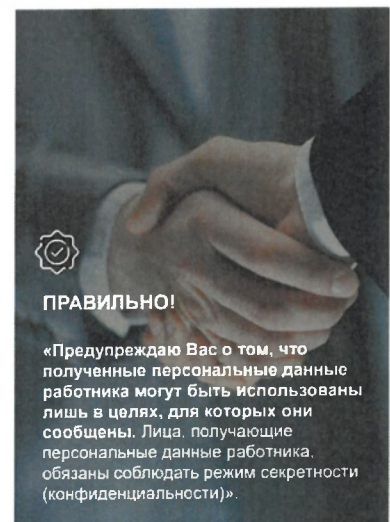 ПРАВИЛЬНО!
«Предупреждаю Вас о том, что
полученные персональные данные
работника могут быть использованы
лишь в целях, для которых они
сообщены. Лица, получающие
персональные данные работника,
обязаны соблюдать режим секретности
(конфиденциальности)».